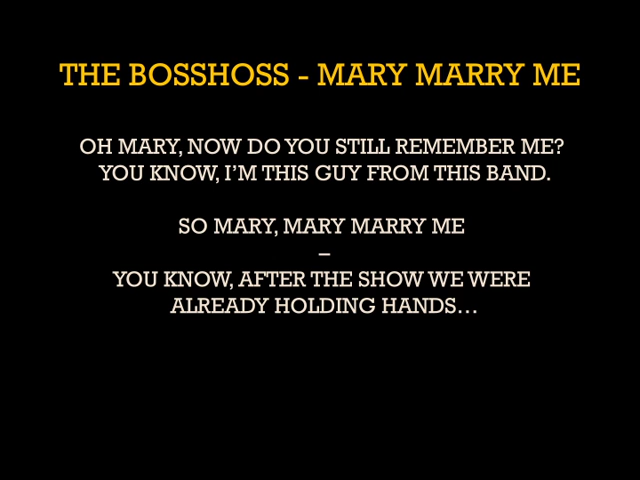 THE BOSSHOSS - MARY MARRY ME
OH MARY, NOW DO YOU STILL REMEMBER ME?
YOU KNOW, I'M THIS GUY FROM THIS BAND.
SO MARY, MARY MARRY ME
–
YOU KNOW, AFTER THE SHOW WE WERE
ALREADY HOLDING HANDS…